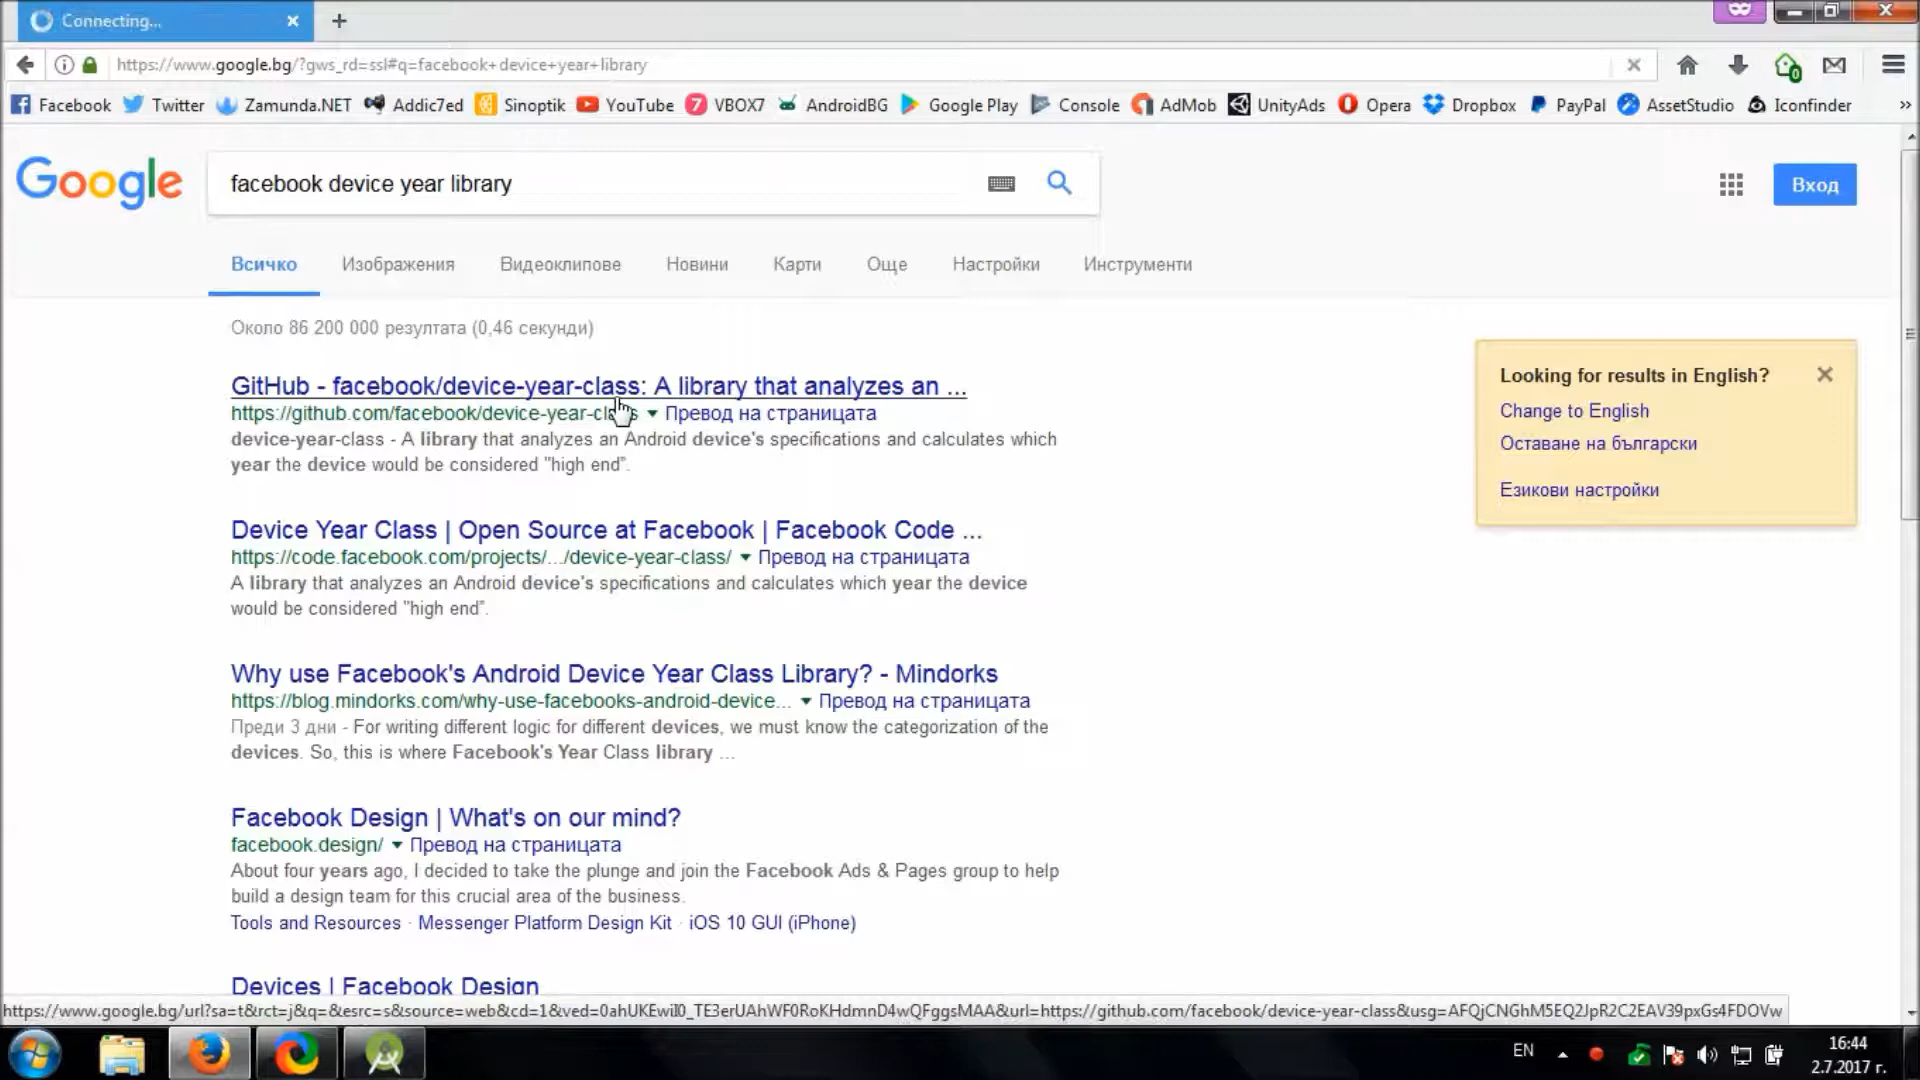 Connecting...
https://www.google.bg/?gws_rd=ssl#q=facebook+device+year+library
Facebook Twitter Zamunda.NET Addic7ed Sinoptik YouTube VBOX7 AndroidBG Google Play Console AdMob UnityAds Opera Dropbox PayPal AssetStudio Iconfinder »
Google facebook device year library Вход
Всичко Изображения Видеоклипове Новини Карти Още Настройки Инструменти
Около 86 200 000 резултата (0,46 секунди)
GitHub - facebook/device-year-class: A library that analyzes an ...
https://github.com/facebook/device-year-class Превод на страницата
device-year-class - A library that analyzes an Android device's specifications and calculates which
year the device would be considered "high end”.
Looking for results in English?
Change to English
Оставане на български
Езикови настройки
Device Year Class | Open Source at Facebook | Facebook Code ...
https://code.facebook.com/projects/.../device-year-class/ Превод на страницата
A library that analyzes an Android device's specifications and calculates which year the device
would be considered "high end”.
Why use Facebook's Android Device Year Class Library? - Mindorks
https://blog.mindorks.com/why-use-facebooks-android-device... Превод на страницата
Преди 3 дни - For writing different logic for different devices, we must know the categorization of the
devices. So, this is where Facebook's Year Class library ...
Facebook Design | What's on our mind?
facebook.design/ Превод на страницата
About four years ago, I decided to take the plunge and join the Facebook Ads & Pages group to help
build a design team for this crucial area of the business.
Tools and Resources · Messenger Platform Design Kit · iOS 10 GUI (iPhone)
Devices | Facebook Design
https://www.google.bg/url?sa=t&rct=j&q=&esrc=s&source=web&cd=1&ved=0ahUKEwiI0_TE3erUAhWF0RoKHdmnD4wQFggsMAA&url=https://github.com/facebook/device-year-class&usg=AFQjCNGhM5EQ2JpR2C2EAV39pxGs4FDOVw
EN
16:44
2.7.2017 г.